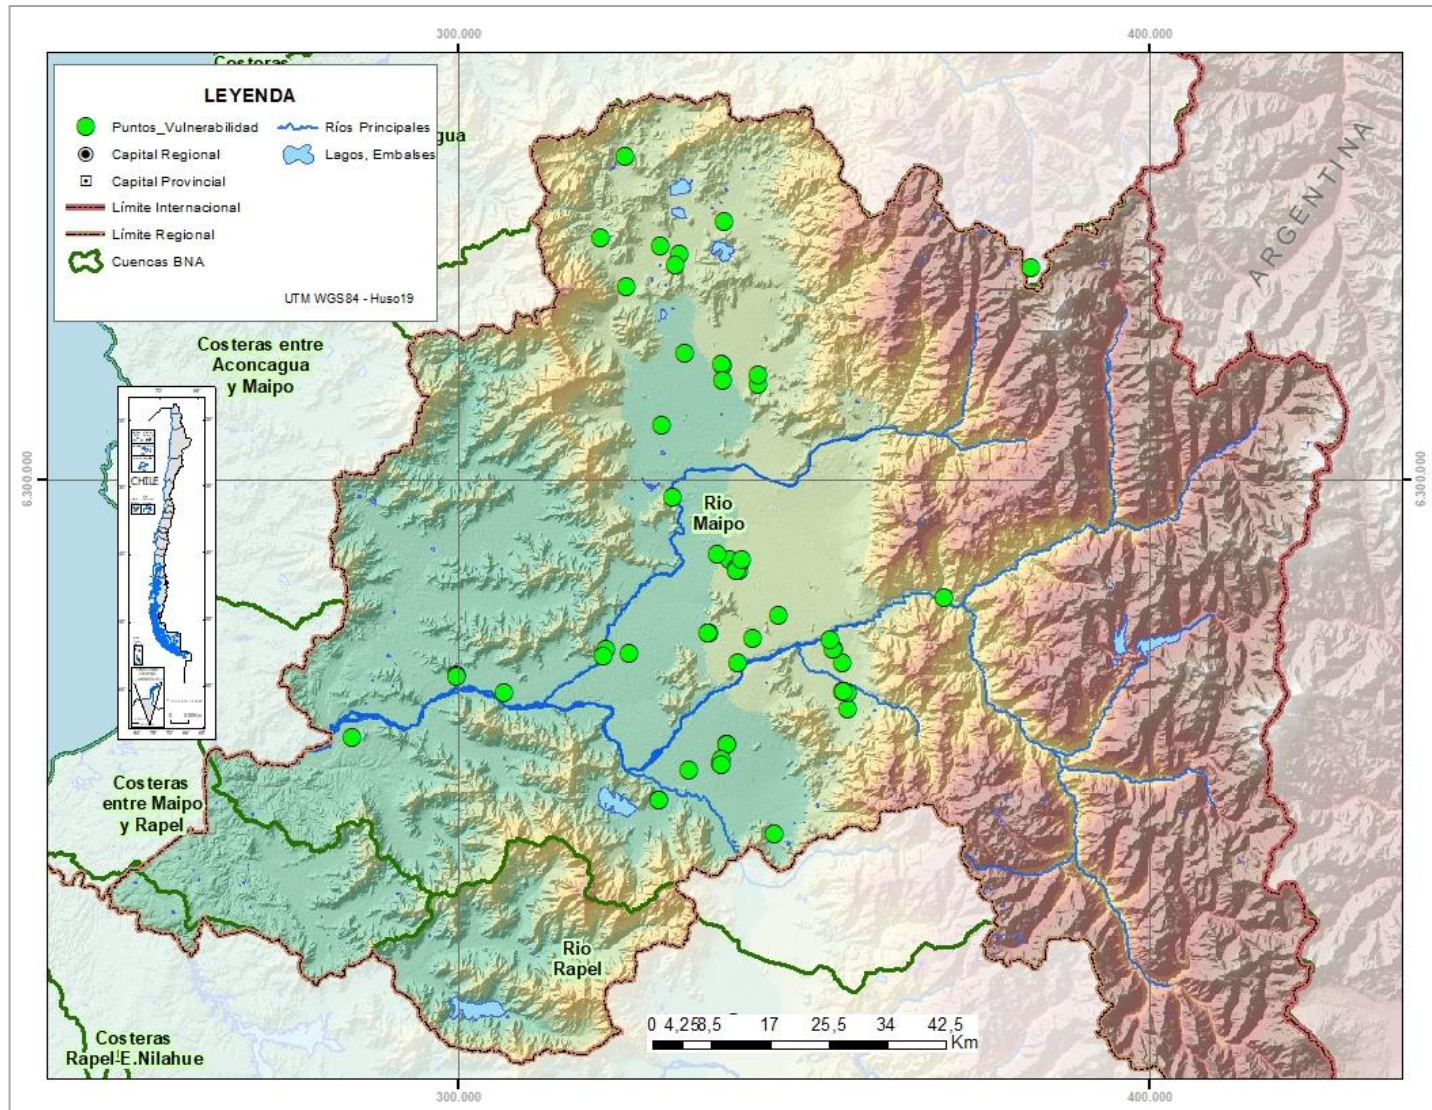 300.000
400.000
Costeras
LEYENDA
Puntos_Vulnerabilidad
Ríos Principales
gua
Capital Regional
Lagos, Embalses
Capital Provincial
Límite Internacional
Límite Regional
Cuencas BNA
UTM WGS84 - Huso19
ARGENTINA
Costeras entre
Aconcagua
y Maipo
CHILE
6.300.000
6.300.000
Rio
Maipo
Costeras
entre Maipo
y Rapel
Rio
Rapel
Costeras
Rapel-E.Nilahue
0 4,25 8,5 17 25,5 34 42,5
Km
300.000
400.000